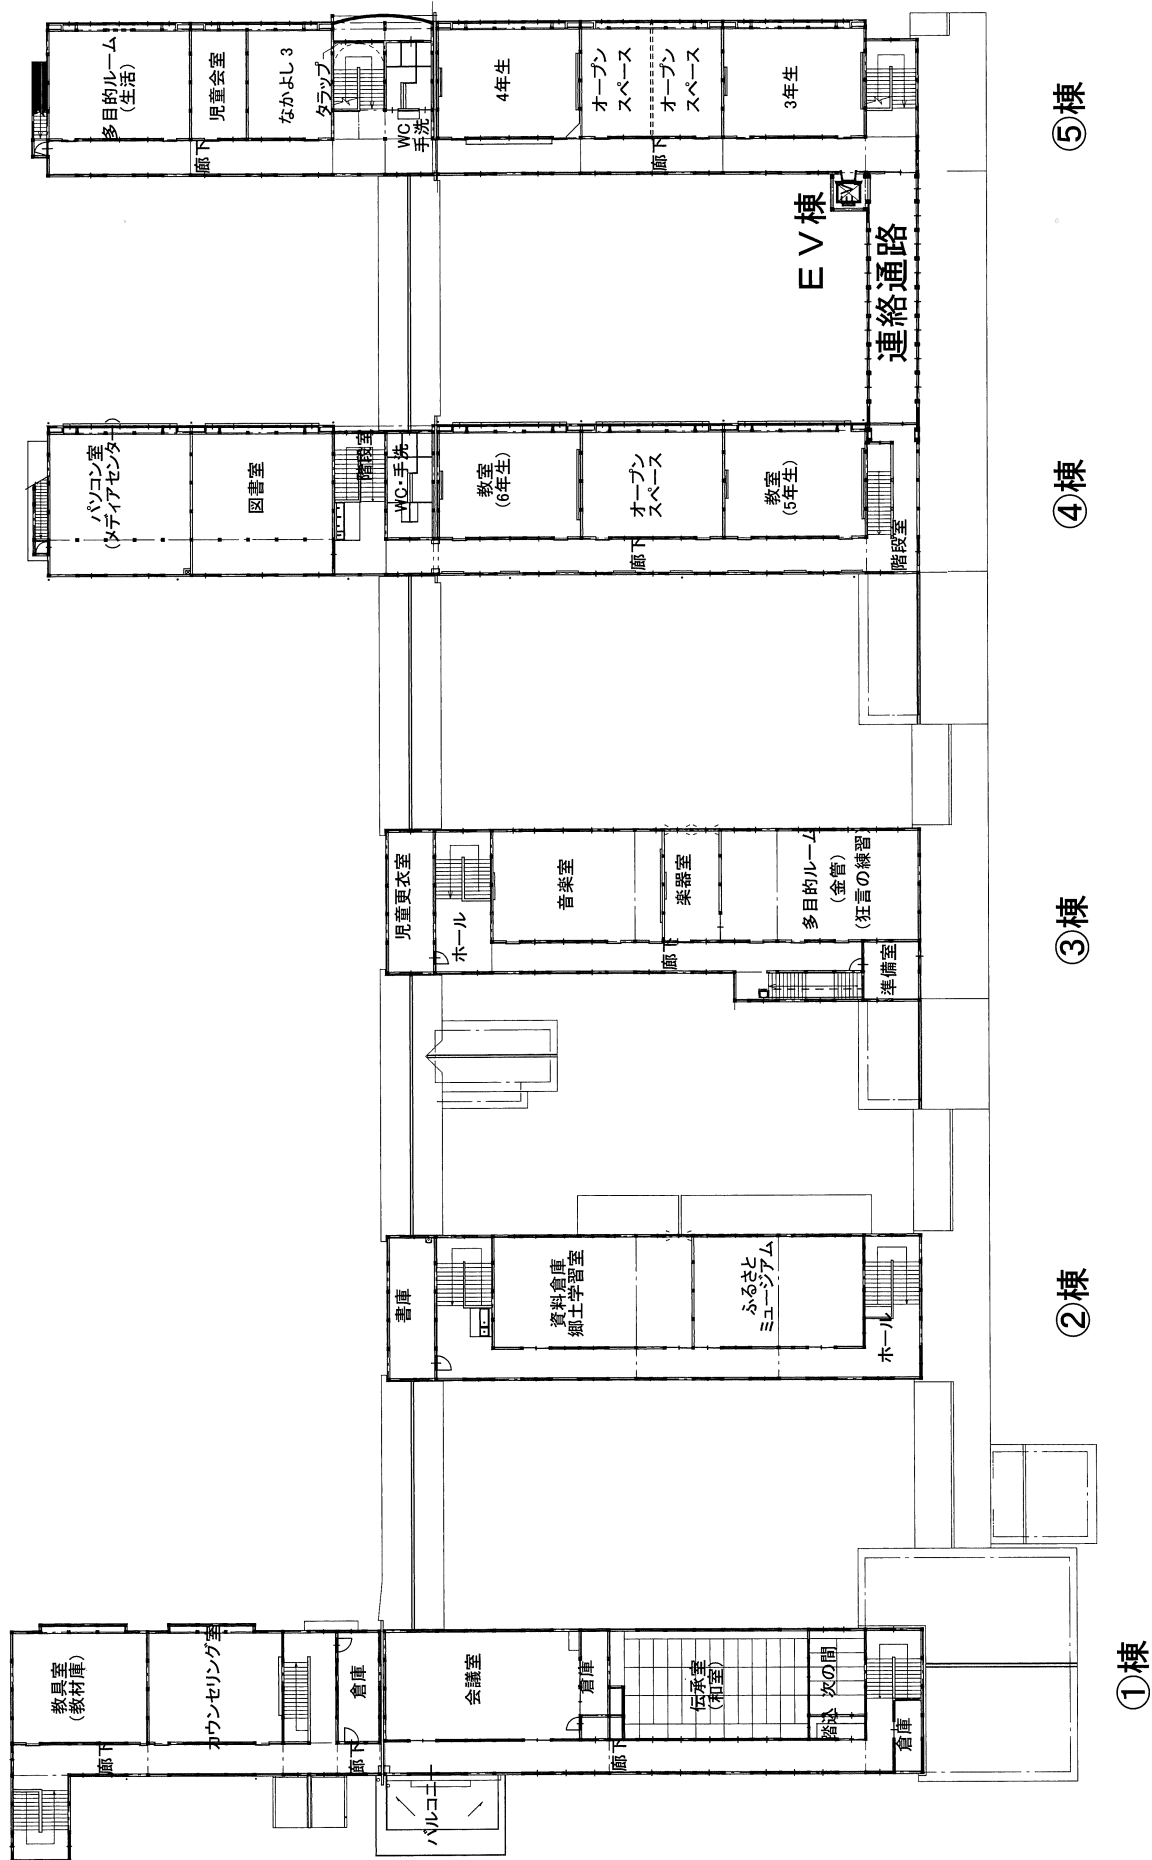 多目的ルーム
(生活)
児童会室
なかよし3
タラップ
WC
手洗
4年生
オープン
スペース
オープン
スペース
3年生
廊下
廊下
EV
EV棟
連絡通路
⑤棟
パソコン室
(メディアセンター)
図書室
階段室
WC・手洗
教室
(6年生)
オープン
スペース
教室
(5年生)
廊下
階段室
④棟
児童更衣室
ホール
音楽室
楽器室
多目的ルーム
(金管)
(狂言の練習)
廊下
準備室
③棟
書庫
資料倉庫
郷土学習室
ふるさと
ミュージアム
ホール
②棟
教具室
(教材庫)
カウンセリング室
倉庫
会議室
倉庫
伝承室
(和室)
次の間
踏込
倉庫
廊下
廊下
廊下
バルコニー
①棟